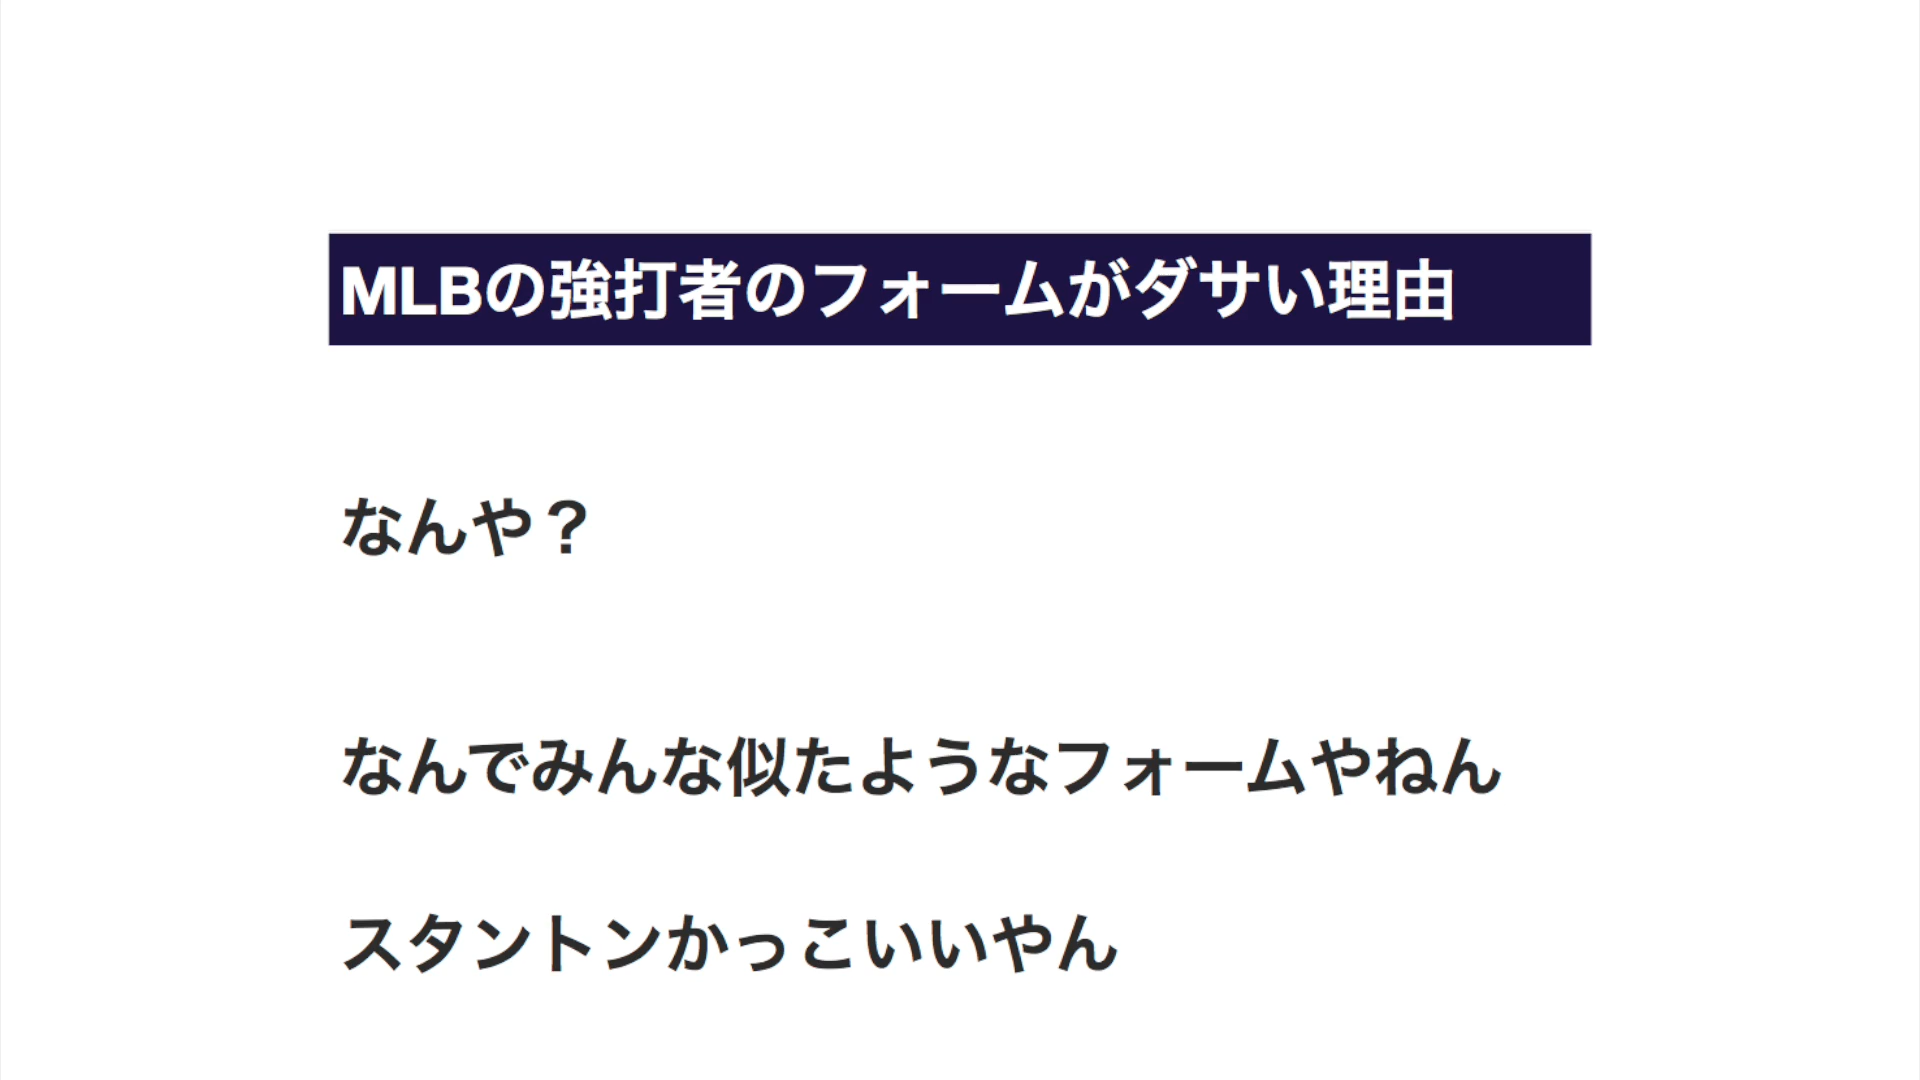 MLBの強打者のフォームがダサい理由
なんや？
なんでみんな似たようなフォームやねん
スタントンかっこいいやん